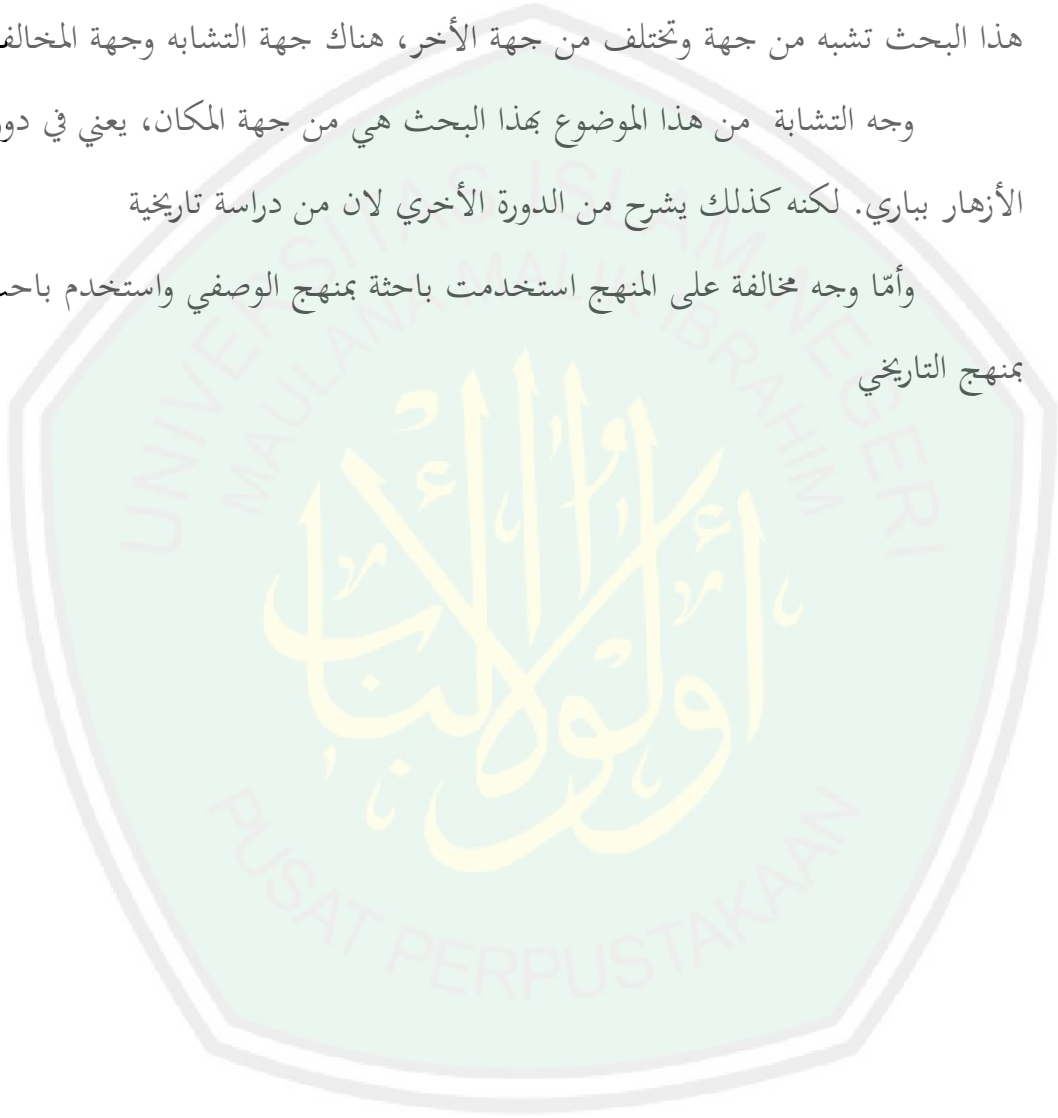 هذا البحث تشبه من جهة وتختلف من جهة الأخر، هناك جهة التشابه وجهة
وجه التشابة من هذا الموضوع بهذا البحث هي من جهة المكان، يعني في
الأزهار بباري. لكنه كذلك يشرح من الدورة الأخري لان من دراسة تاريخية
وأمّا وجه مخالفة على المنهج استخدمت باحثة بمنهج الوصفي واستخدم
بمنهج التاريخي
UNIVERSITAS ISLAM NEGERI
MAULANA MALIK IBRAHIM
أولو الألباب
PUSAT PERPUSTAKAAN